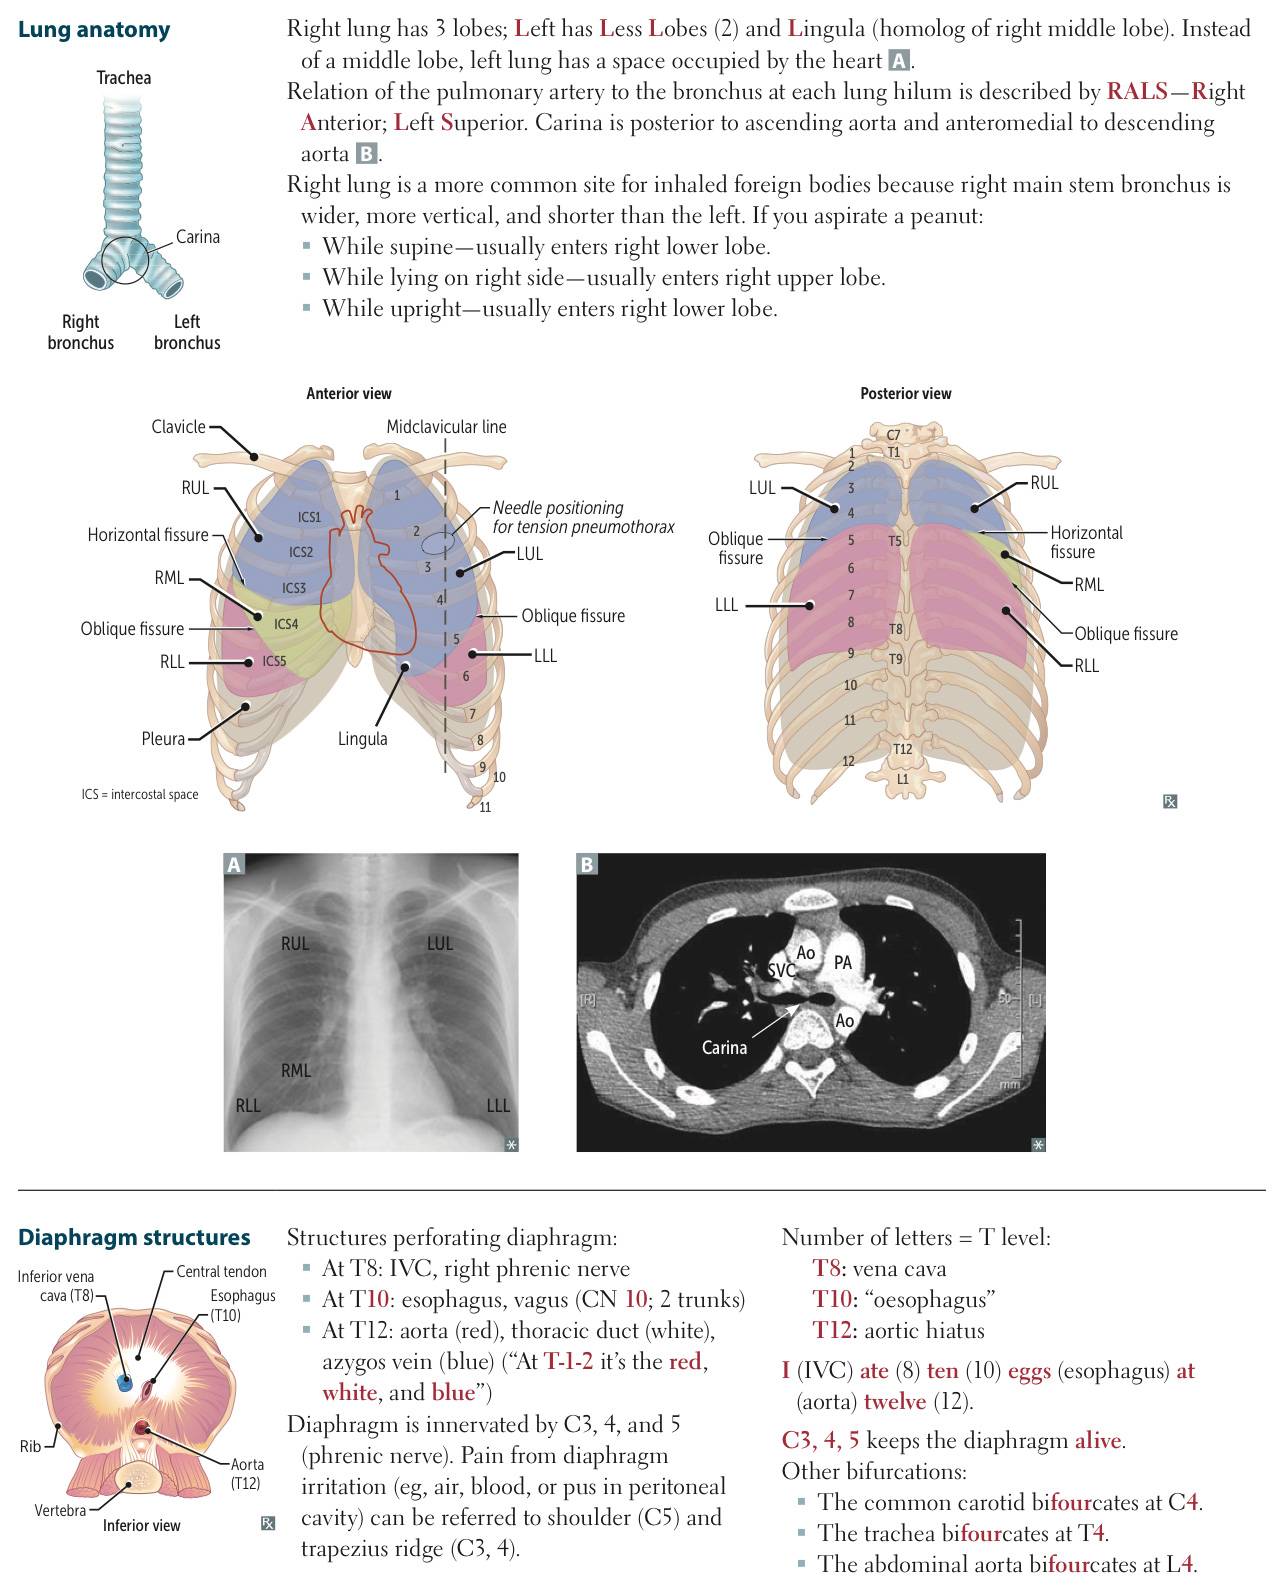 Lung anatomy
Right lung has 3 lobes; Left has Less Lobes (2) and Lingula (homolog of right middle lobe). Instead
of a middle lobe, left lung has a space occupied by the heart A.
Relation of the pulmonary artery to the bronchus at each lung hilum is described by RALS—Right
Anterior; Left Superior. Carina is posterior to ascending aorta and anteromedial to descending
aorta B.
Right lung is a more common site for inhaled foreign bodies because right main stem bronchus is
wider, more vertical, and shorter than the left. If you aspirate a peanut:
▪ While supine—usually enters right lower lobe.
▪ While lying on right side—usually enters right upper lobe.
▪ While upright—usually enters right lower lobe.
Trachea
Carina
Right
bronchus
Left
bronchus
Anterior view
Clavicle
Midclavicular line
RUL
Needle positioning
for tension pneumothorax
Horizontal fissure
LUL
RML
Oblique fissure
Oblique fissure
RLL
LLL
Pleura
Lingula
ICS1
ICS2
ICS3
ICS4
ICS5
1
2
3
4
5
6
7
8
9
10
11
ICS = intercostal space
Posterior view
C7
T1
1
2
3
4
5
6
7
8
9
10
11
12
T5
T8
T9
T12
L1
LUL
RUL
Oblique
fissure
Horizontal
fissure
RML
LLL
Oblique fissure
RLL
Rx
A
RUL
LUL
RML
RLL
LLL
*
B
Ao
SVC
PA
Ao
Carina
[R]
50
[L]
mm
*
Diaphragm structures
Inferior vena
cava (T8)
Central tendon
Esophagus
(T10)
Rib
Aorta
(T12)
Vertebra
Inferior view
Rx
Structures perforating diaphragm:
▪ At T8: IVC, right phrenic nerve
▪ At T10: esophagus, vagus (CN 10; 2 trunks)
▪ At T12: aorta (red), thoracic duct (white),
azygos vein (blue) (“At T-1-2 it’s the red,
white, and blue”)
Diaphragm is innervated by C3, 4, and 5
(phrenic nerve). Pain from diaphragm
irritation (eg, air, blood, or pus in peritoneal
cavity) can be referred to shoulder (C5) and
trapezius ridge (C3, 4).
Number of letters = T level:
T8: vena cava
T10: “oesophagus”
T12: aortic hiatus
I (IVC) ate (8) ten (10) eggs (esophagus) at
(aorta) twelve (12).
C3, 4, 5 keeps the diaphragm alive.
Other bifurcations:
▪ The common carotid bifourcates at C4.
▪ The trachea bifourcates at T4.
▪ The abdominal aorta bifourcates at L4.